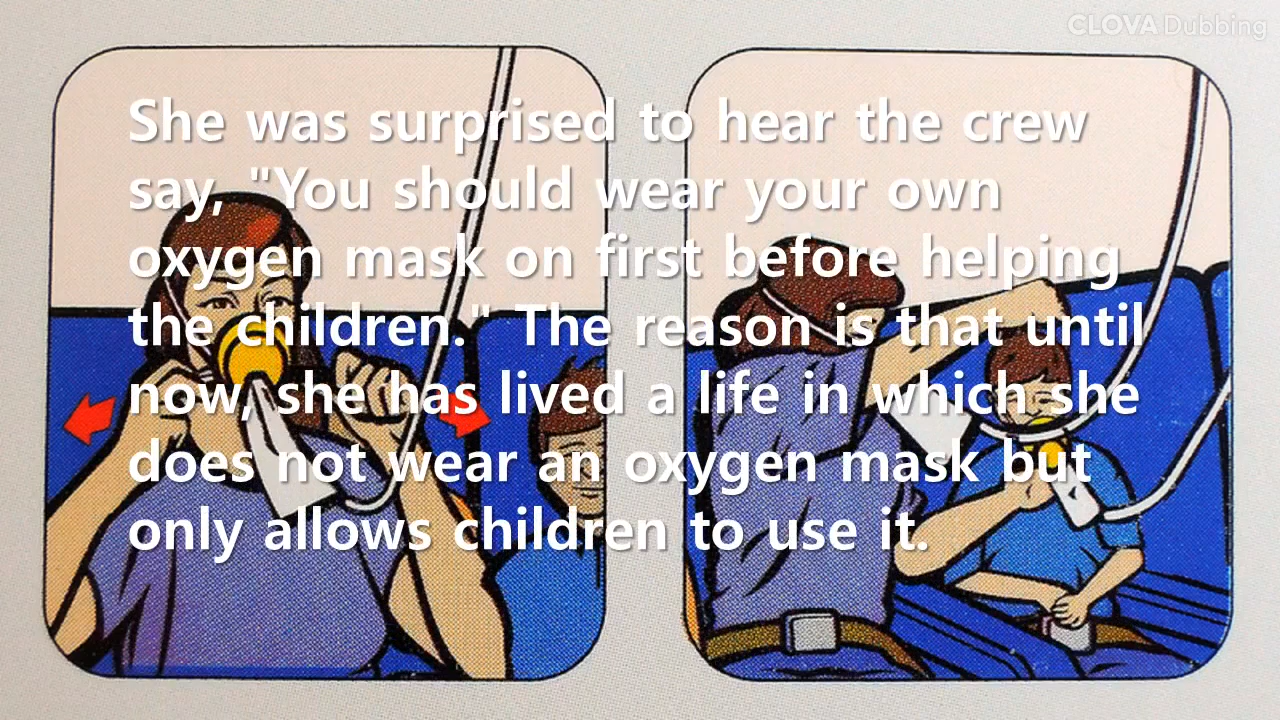 CLOVA Dubbing
She was surprised to hear the crew
say, "You should wear your own
oxygen mask on first before helping
the children." The reason is that until
now, she has lived a life in which she
does not wear an oxygen mask but
only allows children to use it.